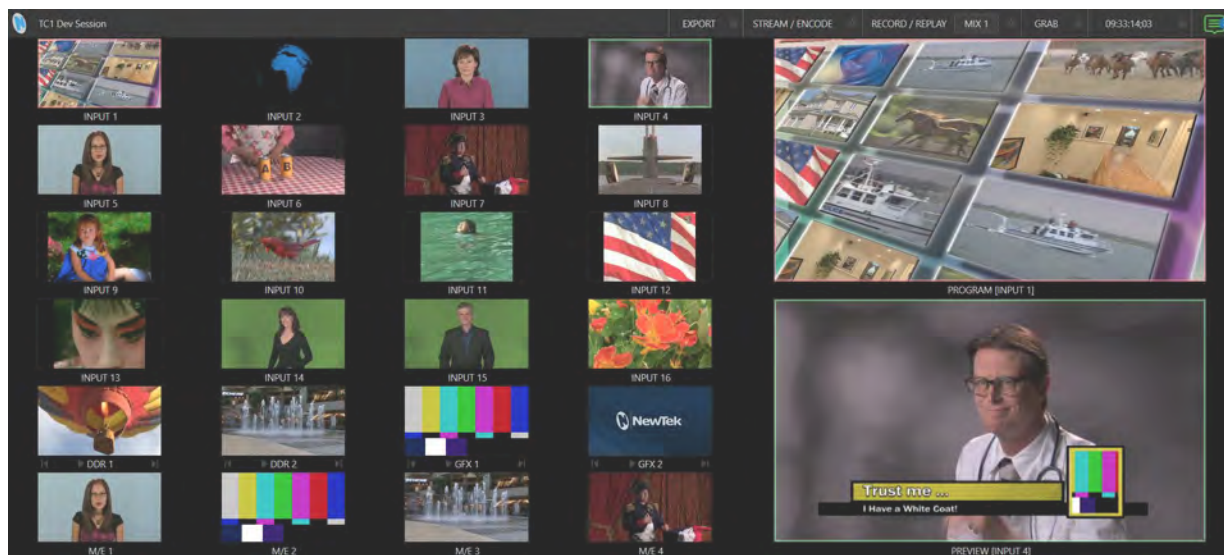 TC1 Dev Session
EXPORT
STREAM / ENCODE
RECORD / REPLAY
MIX 1
GRAB
09:33:14;03
INPUT 1
INPUT 2
INPUT 3
INPUT 4
PROGRAM [INPUT 1]
INPUT 5
A B
INPUT 6
INPUT 7
INPUT 8
INPUT 9
INPUT 10
INPUT 11
INPUT 12
INPUT 13
INPUT 14
INPUT 15
INPUT 16
NewTek
DDR 1
DDR 2
GFX 1
GFX 2
M/E 1
M/E 2
M/E 3
M/E 4
Trust me ...
I Have a White Coat!
PREVIEW [INPUT 4]